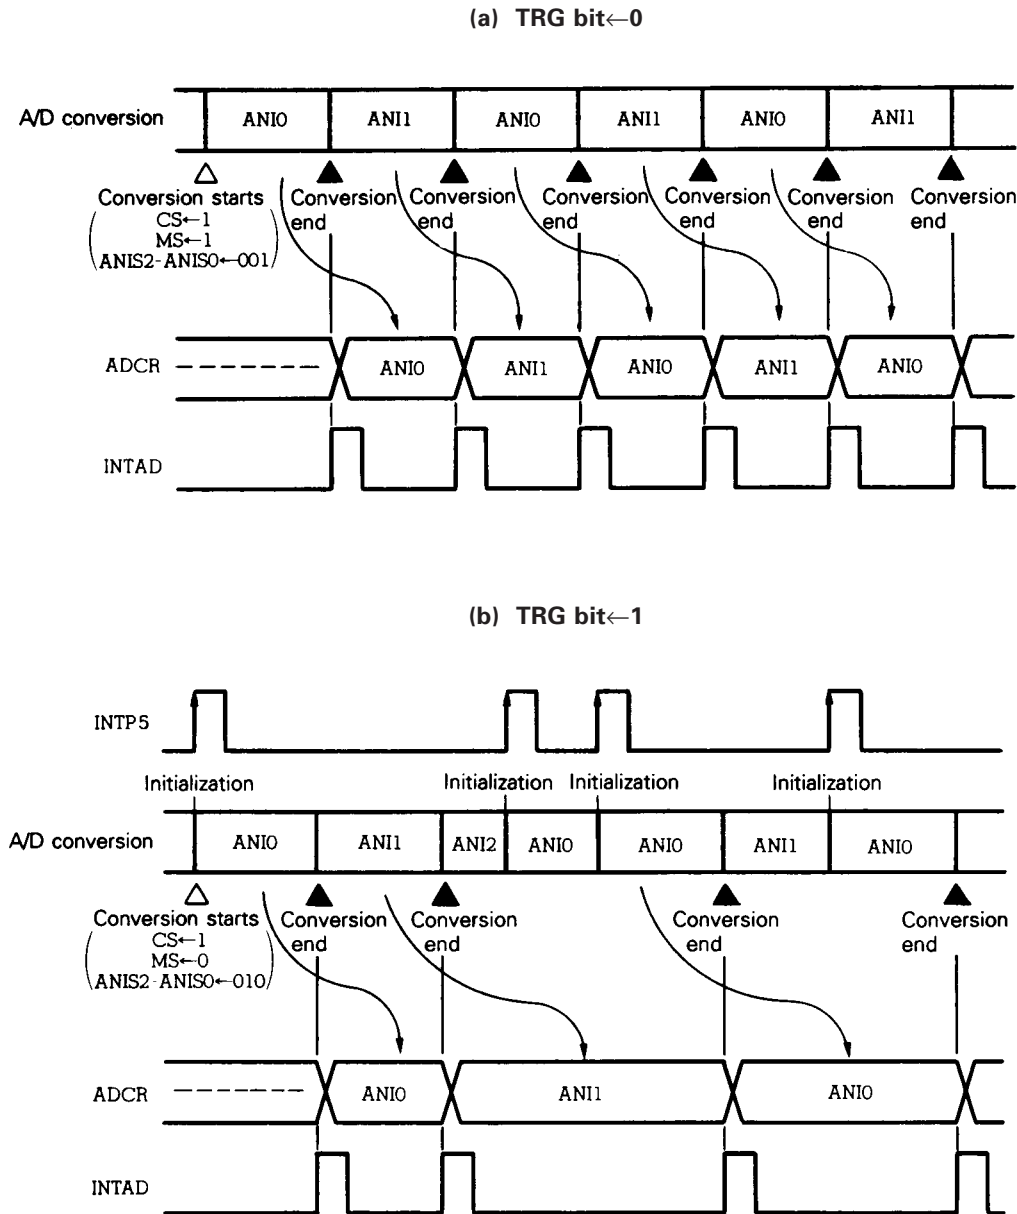 (a) TRG bit←0
A/D conversion ANI0 ANI1 ANI0 ANI1 ANI0 ANI1
Conversion starts Conversion Conversion Conversion Conversion Conversion Conversion
CS←1 end end end end end end
MS←1
ANIS2-ANIS0←001
ADCR ANI0 ANI1 ANI0 ANI1 ANI0
INTAD
(b) TRG bit←1
INTP5
Initialization Initialization Initialization Initialization
A/D conversion ANI0 ANI1 ANI2 ANI0 ANI0 ANI1 ANI0
Conversion starts Conversion Conversion Conversion Conversion
CS←1 end end end end
MS←0
ANIS2-ANIS0←010
ADCR ANI0 ANI1 ANI0
INTAD